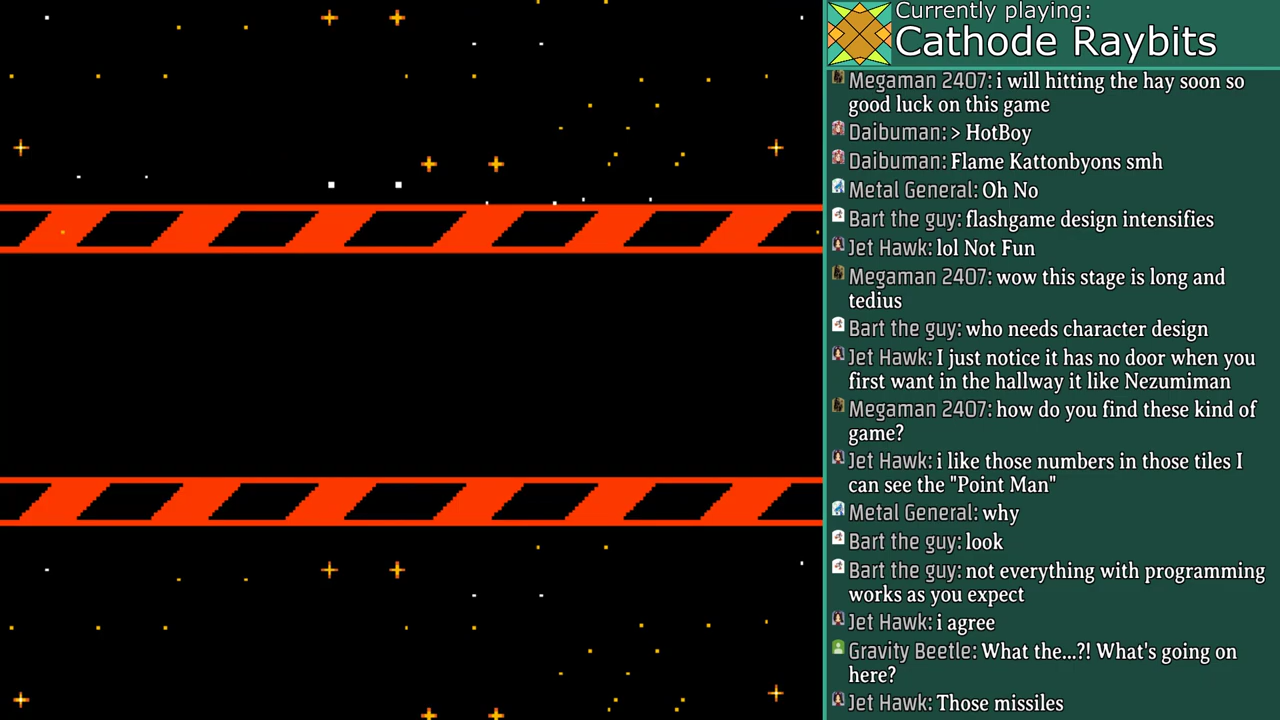 Currently playing:
Cathode Raybits
Megaman 2407: i will hitting the hay soon so
good luck on this game
Daibuman: > HotBoy
Daibuman: Flame Kattonbyons smh
Metal General: Oh No
Bart the guy: flashgame design intensifies
Jet Hawk: lol Not Fun
Megaman 2407: wow this stage is long and
tedius
Bart the guy: who needs character design
Jet Hawk: I just notice it has no door when you
first want in the hallway it like Nezumiman
Megaman 2407: how do you find these kind of
game?
Jet Hawk: i like those numbers in those tiles I
can see the "Point Man"
Metal General: why
Bart the guy: look
Bart the guy: not everything with programming
works as you expect
Jet Hawk: i agree
Gravity Beetle: What the...?! What's going on
here?
Jet Hawk: Those missiles